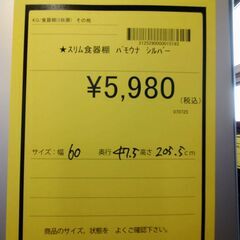 ★スリム食器棚 パモウナ シルバー
¥5,980
(税込)
サイズ:幅 60 奥行 47.5 高さ 205.5cm
商品のサイズ、状態を よくご確認下さい。